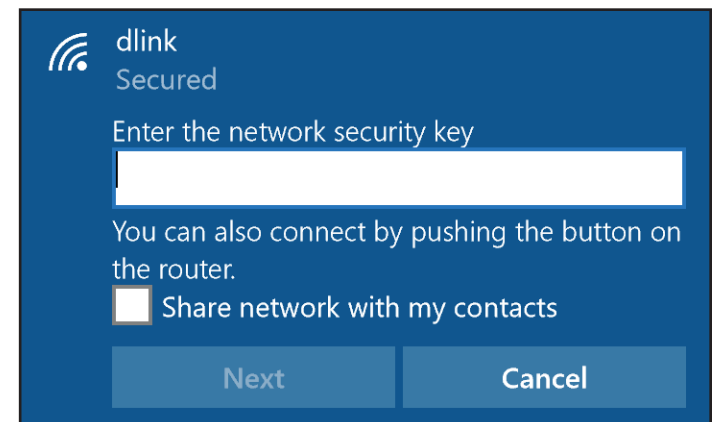 dlink
Secured
Enter the network security key
You can also connect by pushing the button on
the router.
Share network with my contacts
Next
Cancel